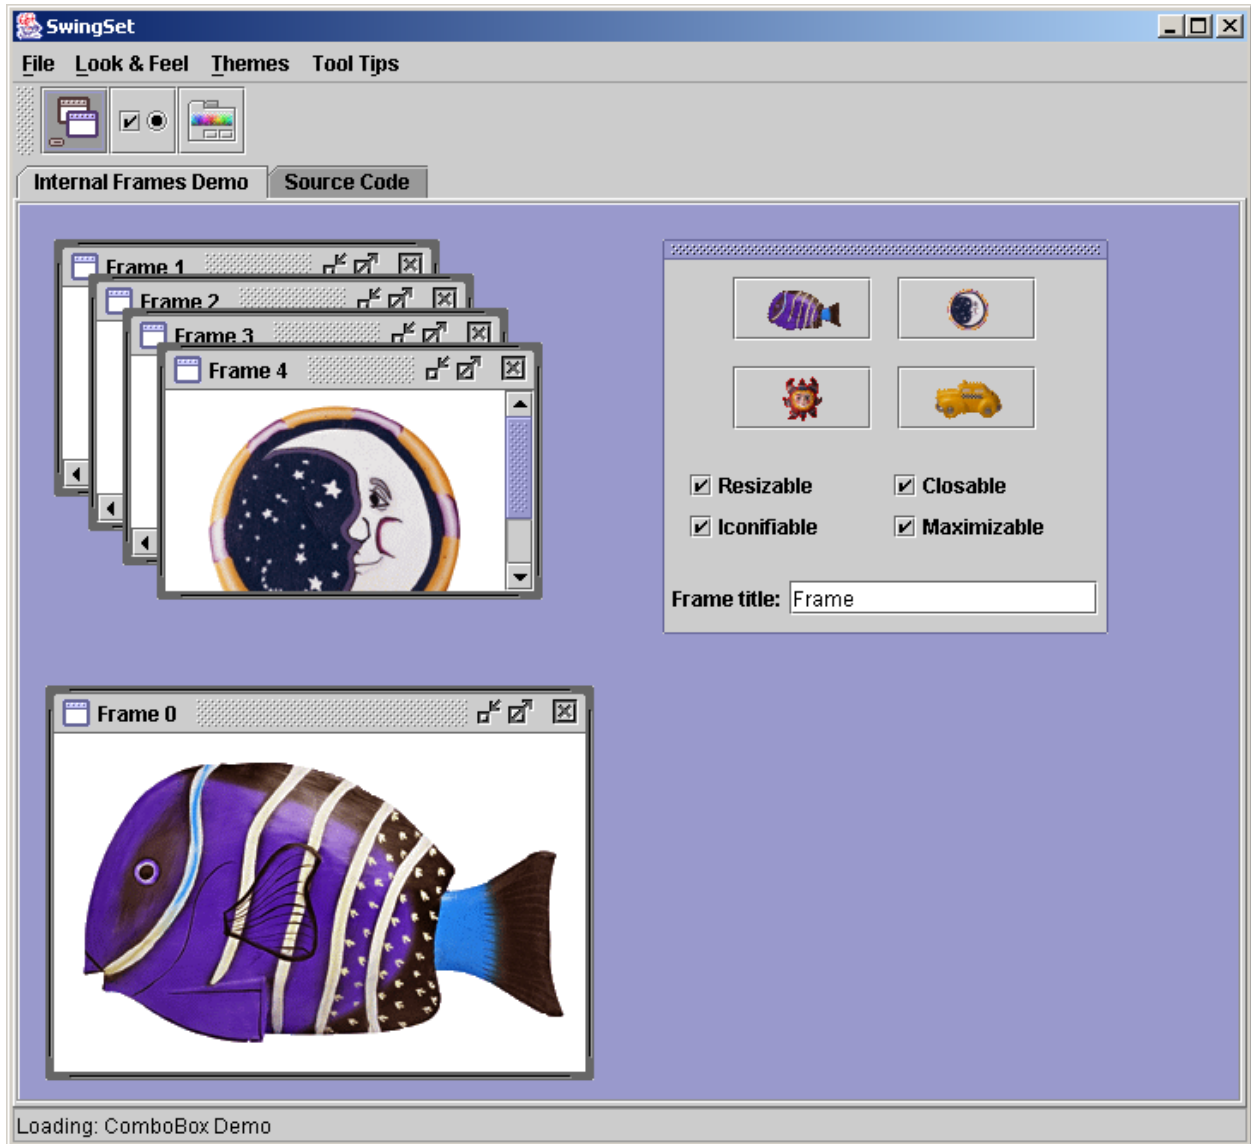 SwingSet
File Look & Feel Themes Tool Tips
Internal Frames Demo Source Code
Frame 1
Frame 2
Frame 3
Frame 4
Resizable Closable
Iconifiable Maximizable
Frame title: Frame
Frame 0
Loading: ComboBox Demo